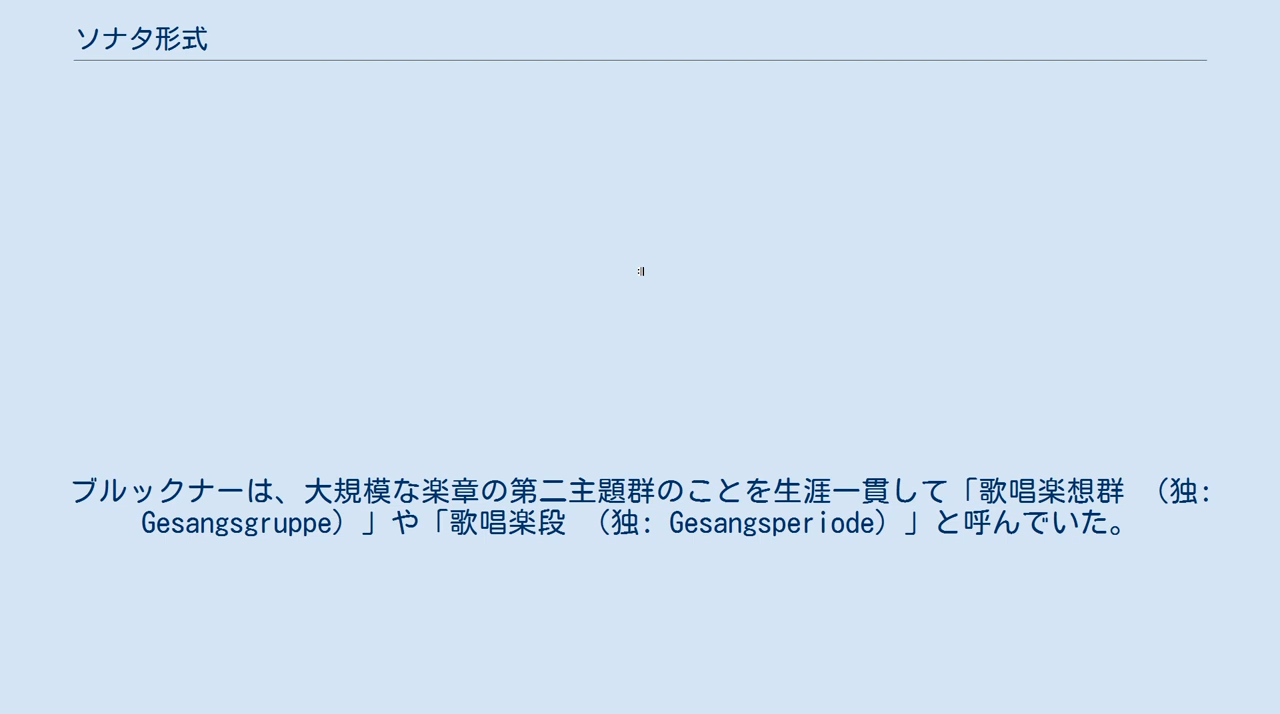 ソナタ形式
ブルックナーは、大規模な楽章の第二主題群のことを生涯一貫して「歌唱楽想群 （独:
Gesangsgruppe）」や「歌唱楽段 （独: Gesangsperiode）」と呼んでいた。